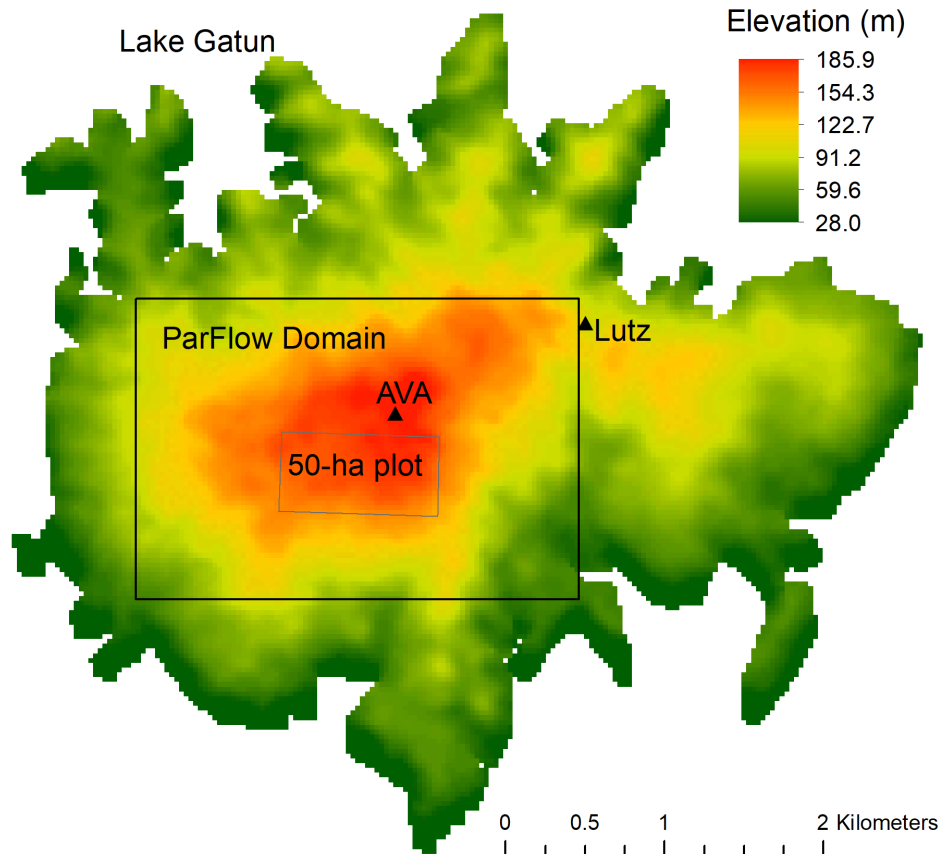 Lake Gatun
Elevation (m)
185.9
154.3
122.7
91.2
59.6
28.0
ParFlow Domain
Lutz
AVA
50-ha plot
0 0.5 1 2 Kilometers